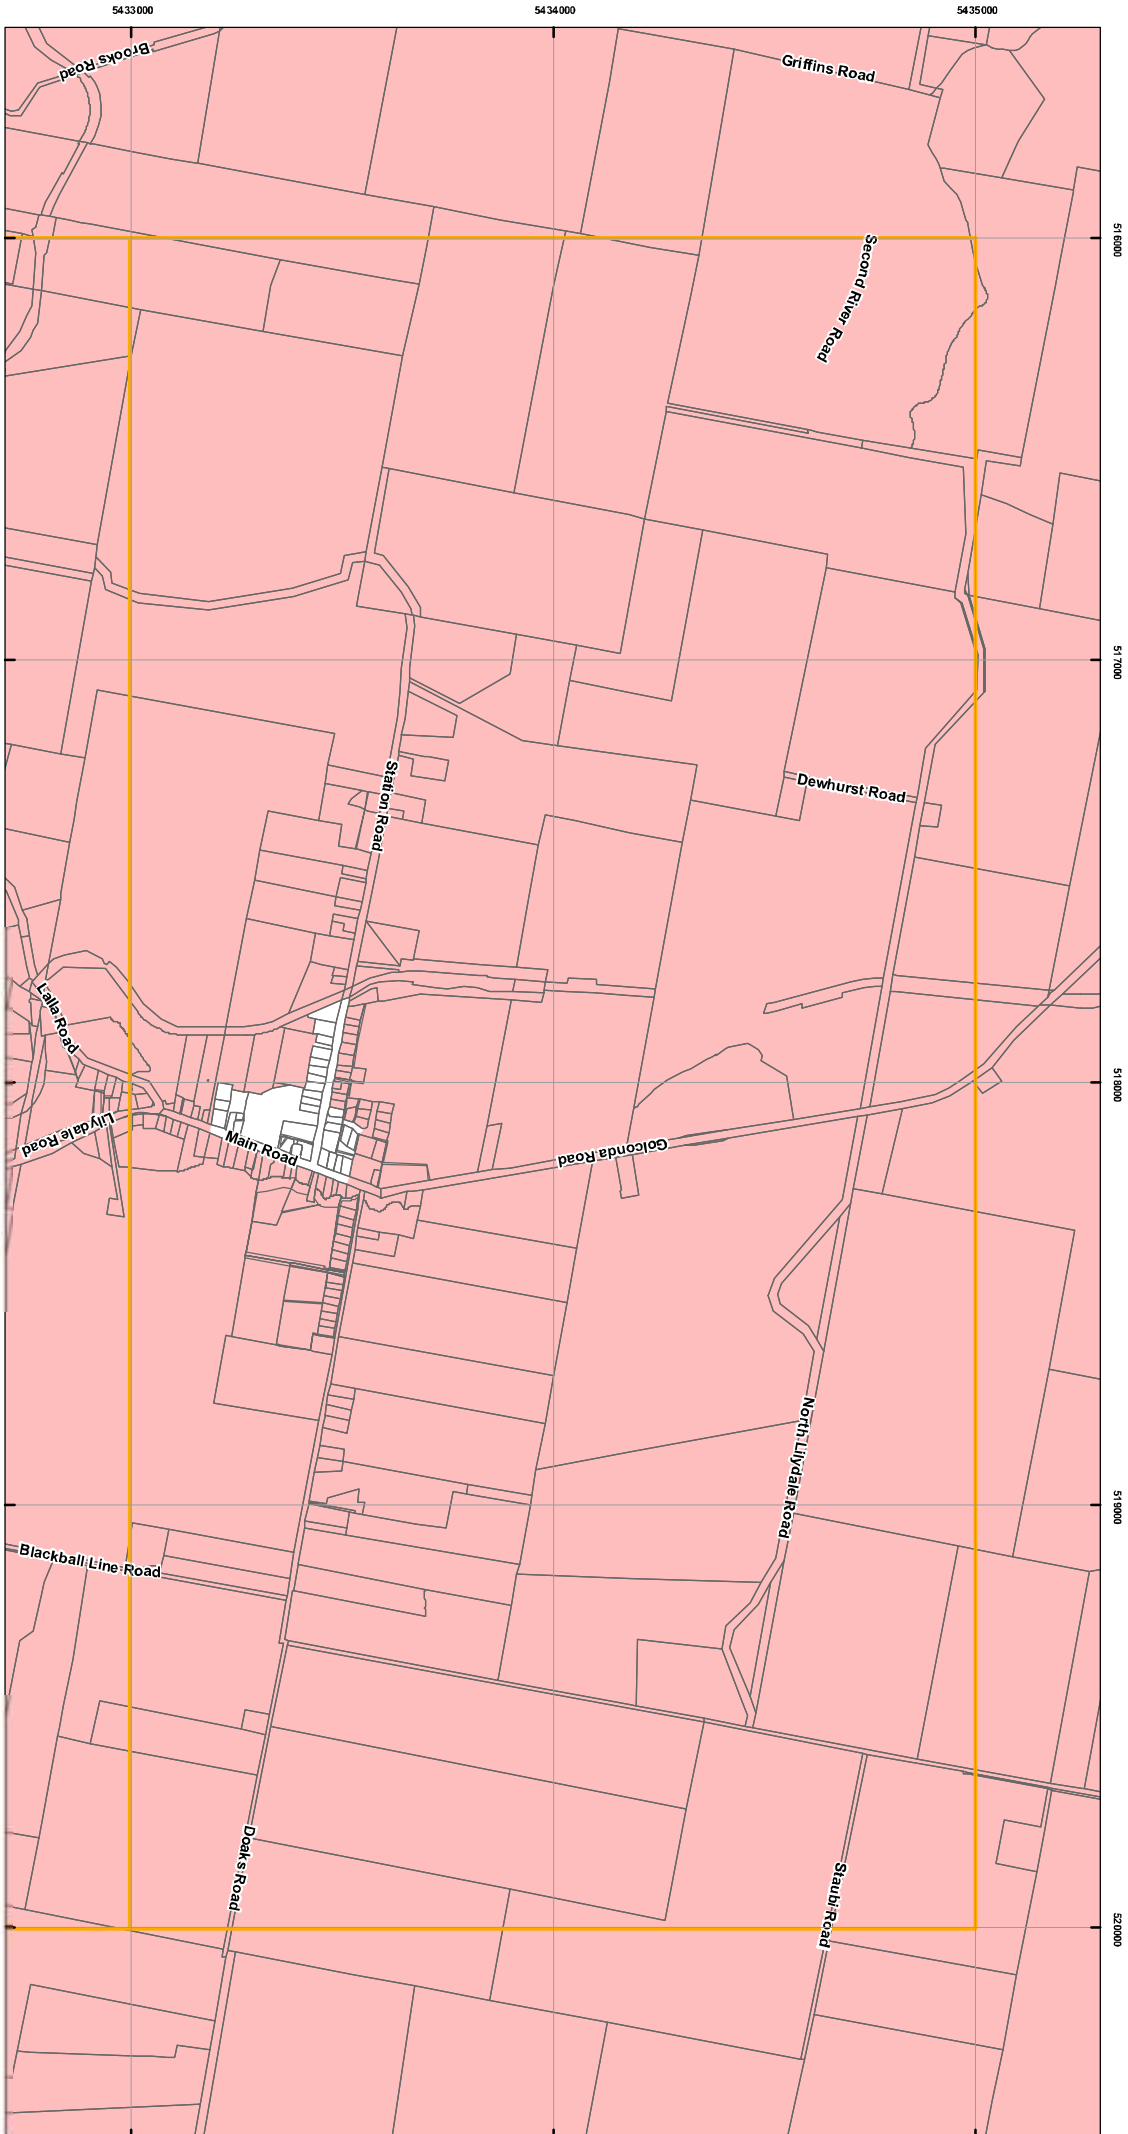 5433000
5434000
5435000
Brooks Road
Griffins Road
516000
Second River Road
517000
Station Road
Dewhurst Road
Lalla Road
518000
Lilydale Road
Main Road
Golconda Road
North Lilydale Road
519000
Blackball Line Road
Doaks Road
Staubi Road
520000